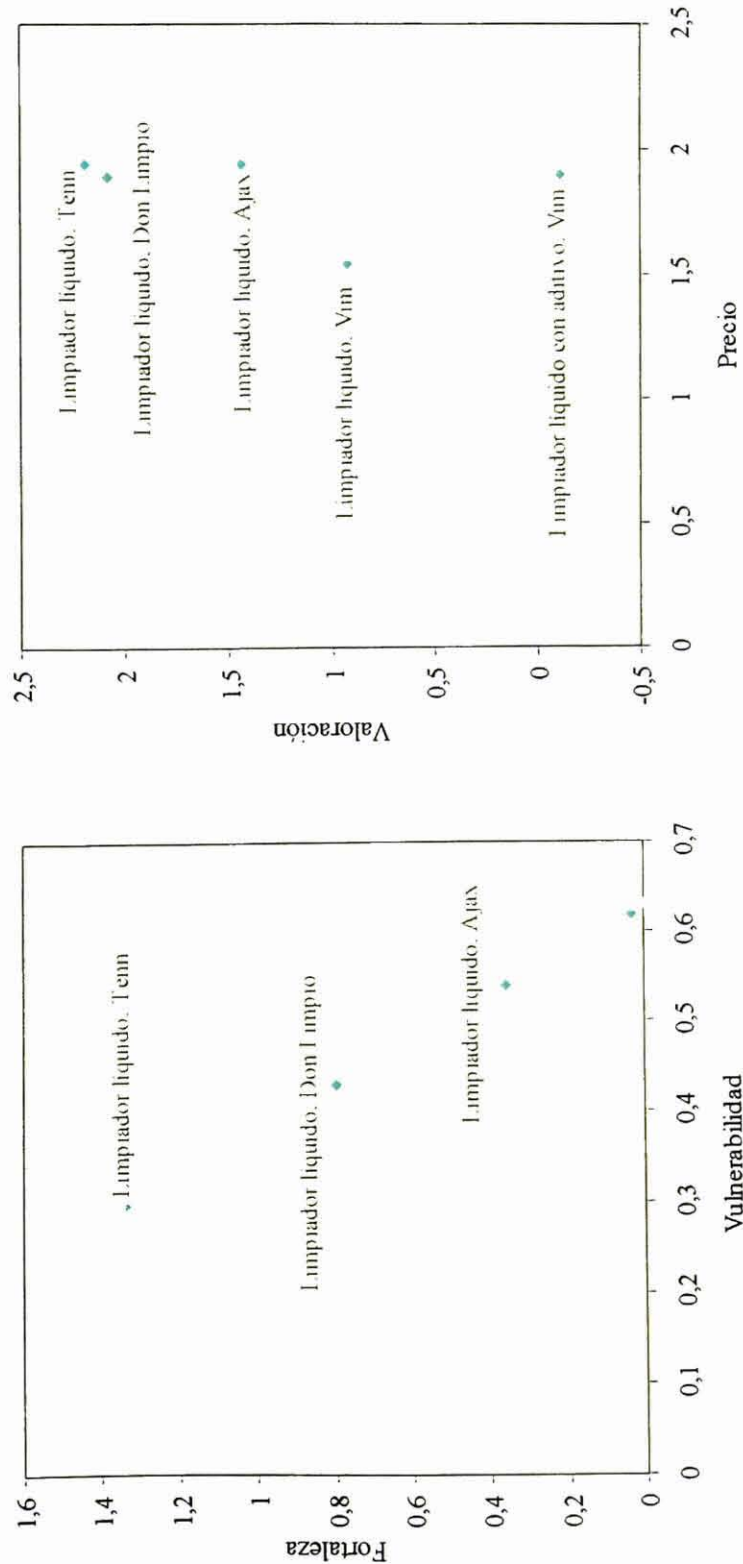 Fortaleza
1,6
1,4
1,2
1
0,8
0,6
0,4
0,2
0
Limpiador líquido. Tenn
Limpiador líquido. Don Limpio
Limpiador líquido. Ajax
0
0,1
0,2
0,3
0,4
0,5
0,6
0,7
Vulnerabilidad
Valoración
2,5
2
1,5
1
0,5
0
-0,5
Limpiador líquido. Tenn
Limpiador líquido. Don Limpio
Limpiador líquido. Ajax
Limpiador líquido. Vim
Limpiador líquido con aditivo. Vim
0
0,5
1
1,5
2
2,5
Precio